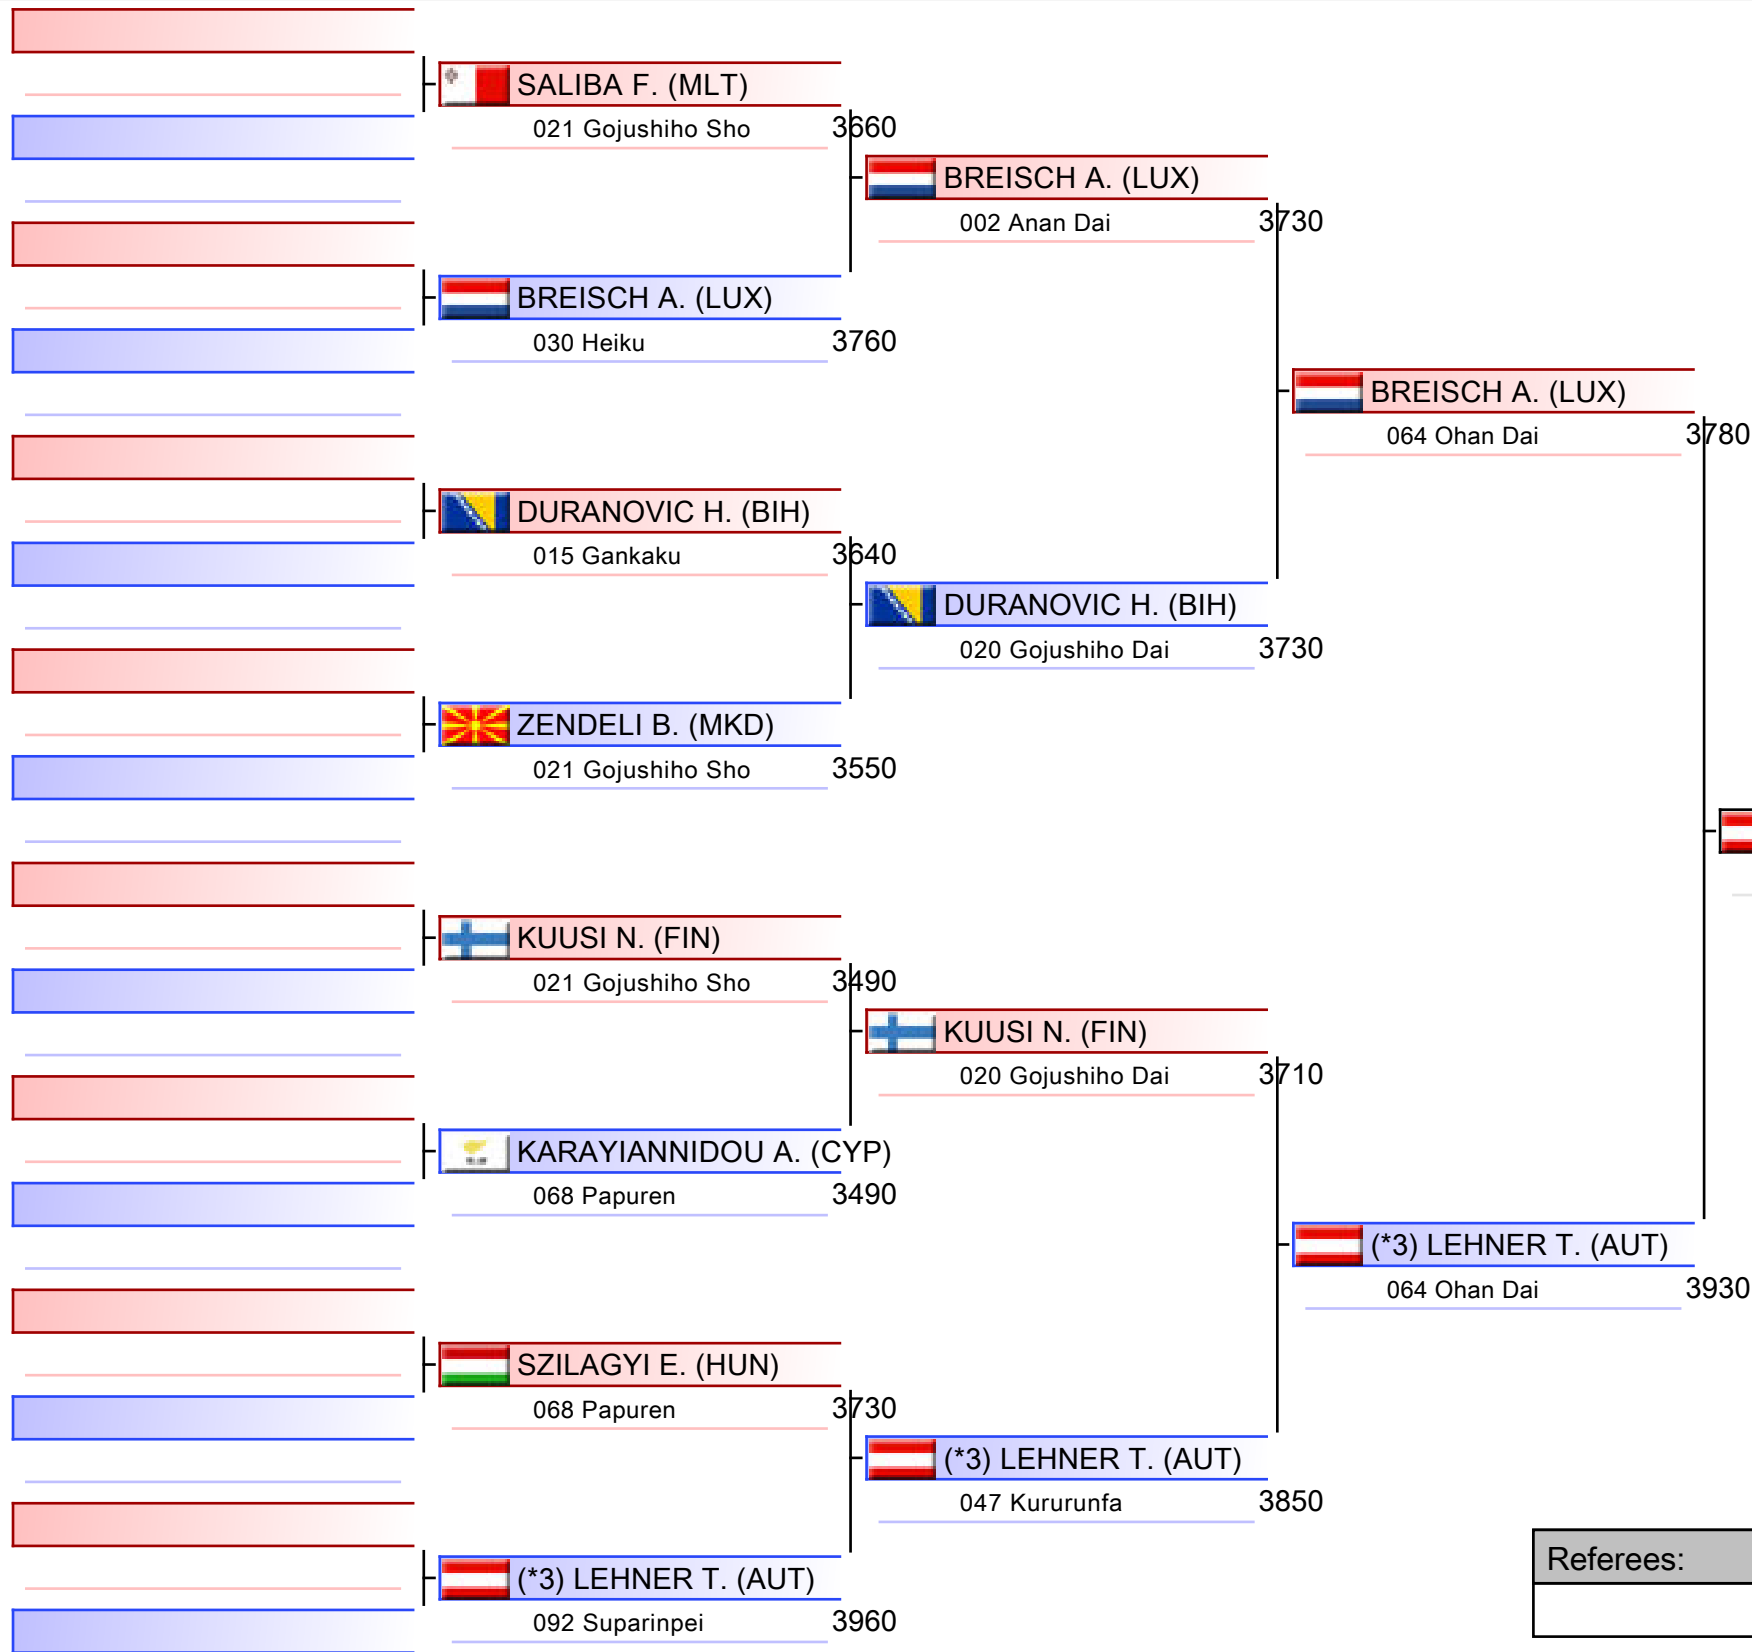 SALIBA F. (MLT)
021 Gojushiho Sho 3660
BREISCH A. (LUX)
002 Anan Dai 3730
BREISCH A. (LUX)
030 Heiku 3760
BREISCH A. (LUX)
064 Ohan Dai 3780
DURANOVIC H. (BIH)
015 Gankaku 3640
DURANOVIC H. (BIH)
020 Gojushiho Dai 3730
ZENDELI B. (MKD)
021 Gojushiho Sho 3550
KUUSI N. (FIN)
021 Gojushiho Sho 3490
KUUSI N. (FIN)
020 Gojushiho Dai 3710
KARAYIANNIDOU A. (CYP)
068 Papuren 3490
(*3) LEHNER T. (AUT)
064 Ohan Dai 3930
SZILAGYI E. (HUN)
068 Papuren 3730
(*3) LEHNER T. (AUT)
047 Kururunfa 3850
(*3) LEHNER T. (AUT)
092 Suparinpei 3960
Referees: